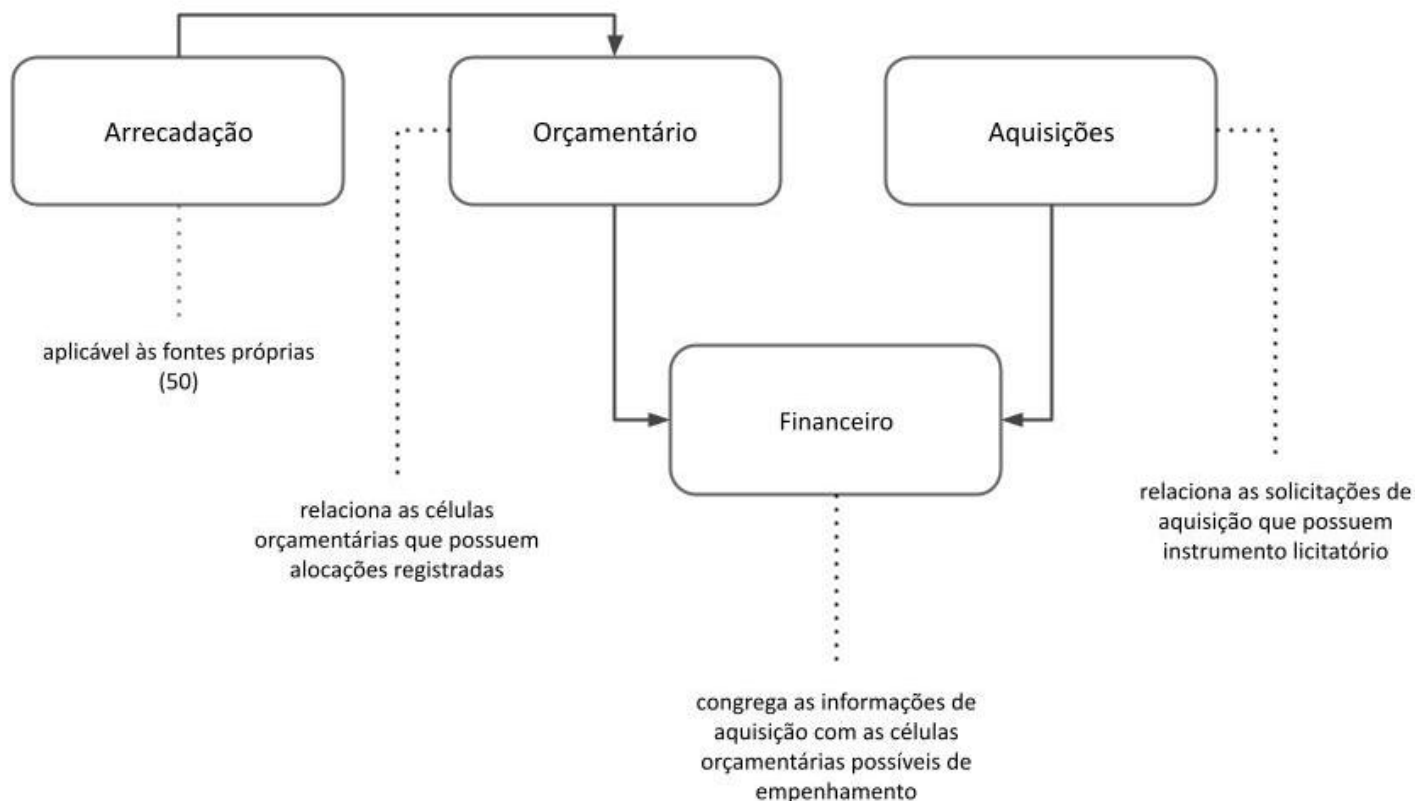 Arrecadação
Orçamentário
Aquisições
aplicável às fontes próprias
(50)
Financeiro
relaciona as células
orçamentárias que possuem
alocações registradas
relaciona as solicitações de
aquisição que possuem
instrumento licitatório
congrega as informações de
aquisição com as células
orçamentárias possíveis de
empenhamento